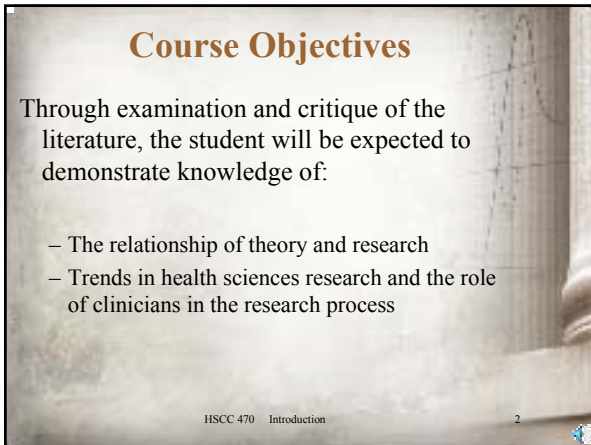 Course Objectives
Through examination and critique of the
literature, the student will be expected to
demonstrate knowledge of:
– The relationship of theory and research
– Trends in health sciences research and the role
of clinicians in the research process
HSCC 470 Introduction 2